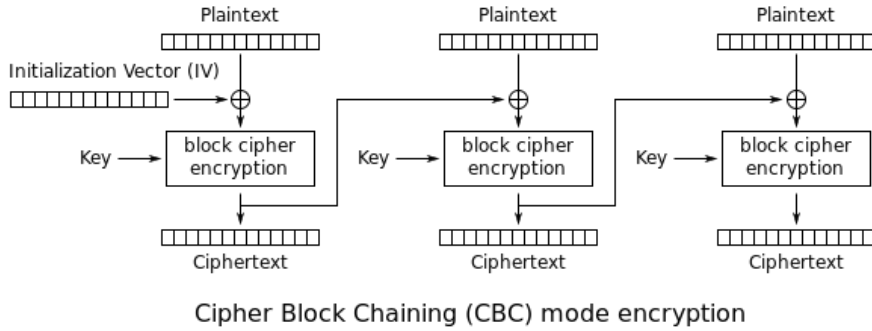 Plaintext
Plaintext
Plaintext
Initialization Vector (IV)
Key
block cipher
encryption
Key
block cipher
encryption
Key
block cipher
encryption
Ciphertext
Ciphertext
Ciphertext
Cipher Block Chaining (CBC) mode encryption